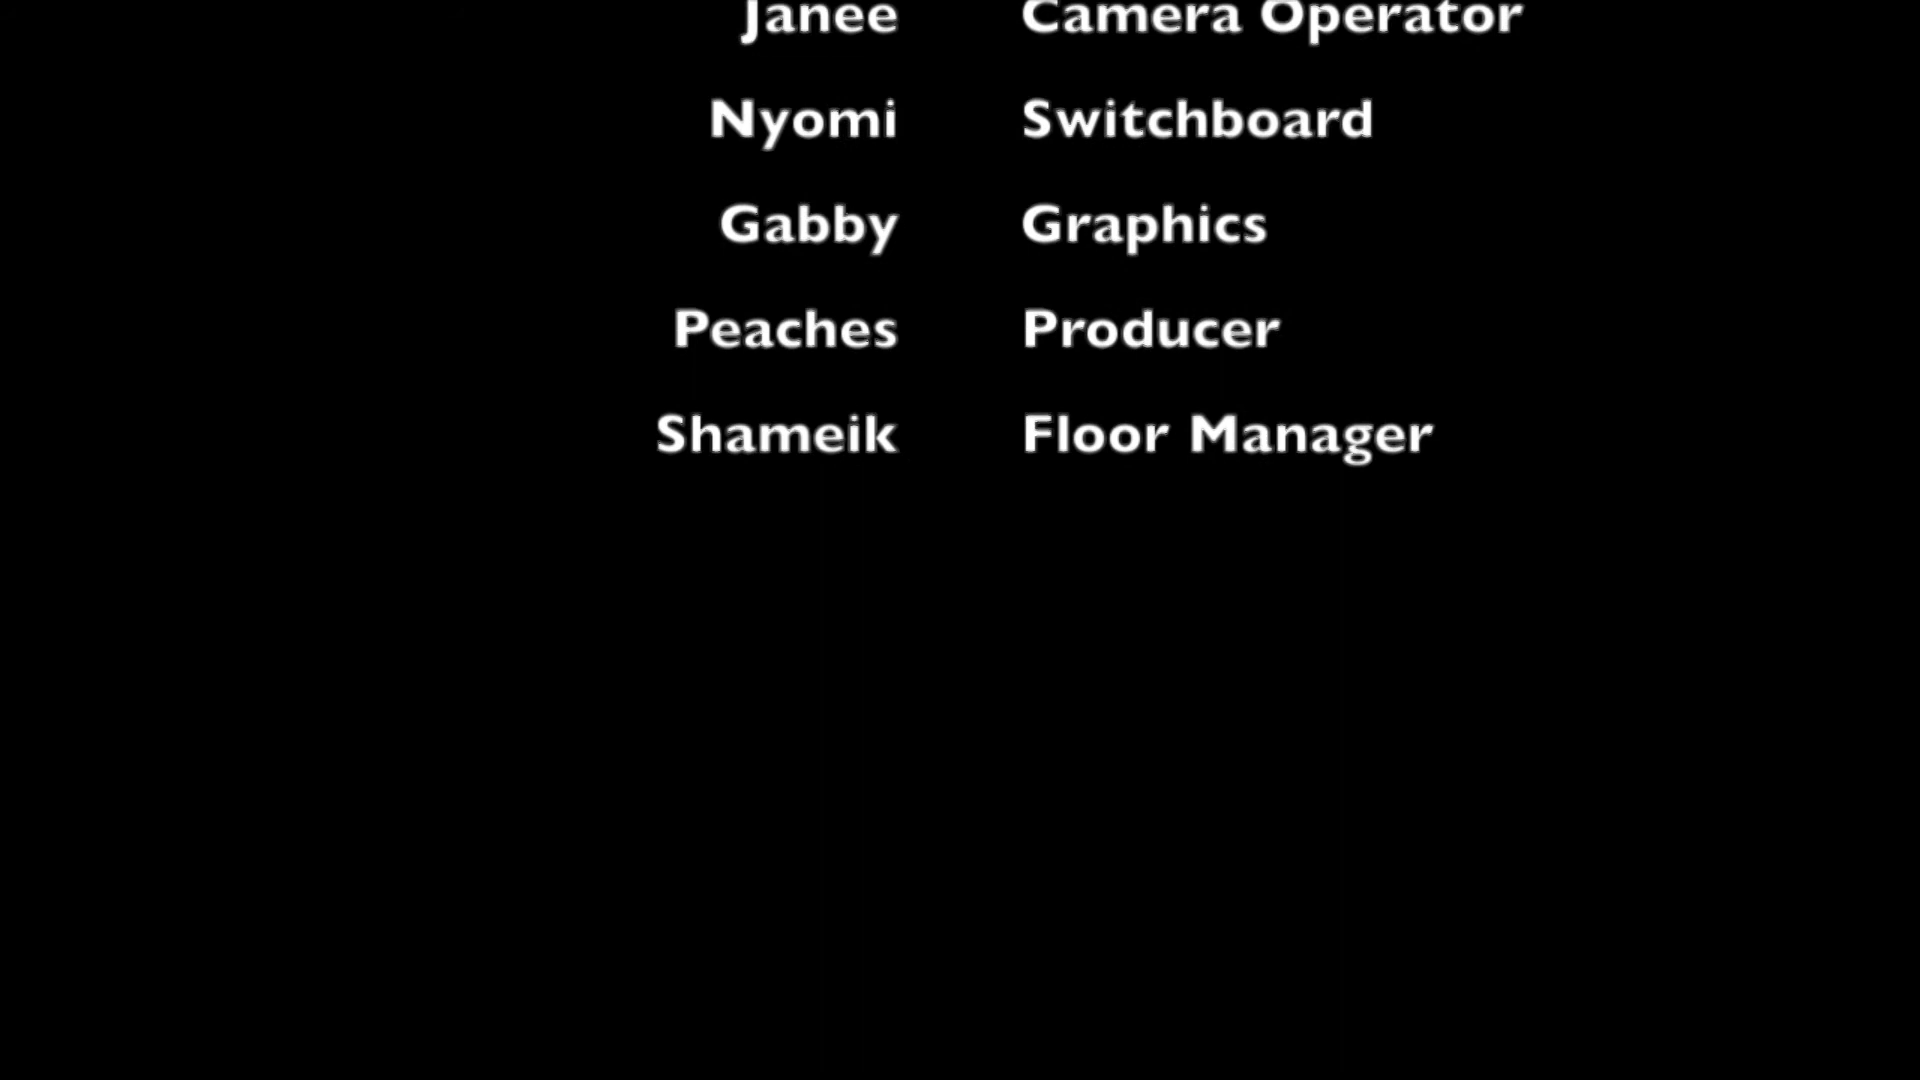 Janee Camera Operator
Nyomi Switchboard
Gabby Graphics
Peaches Producer
Shameik Floor Manager